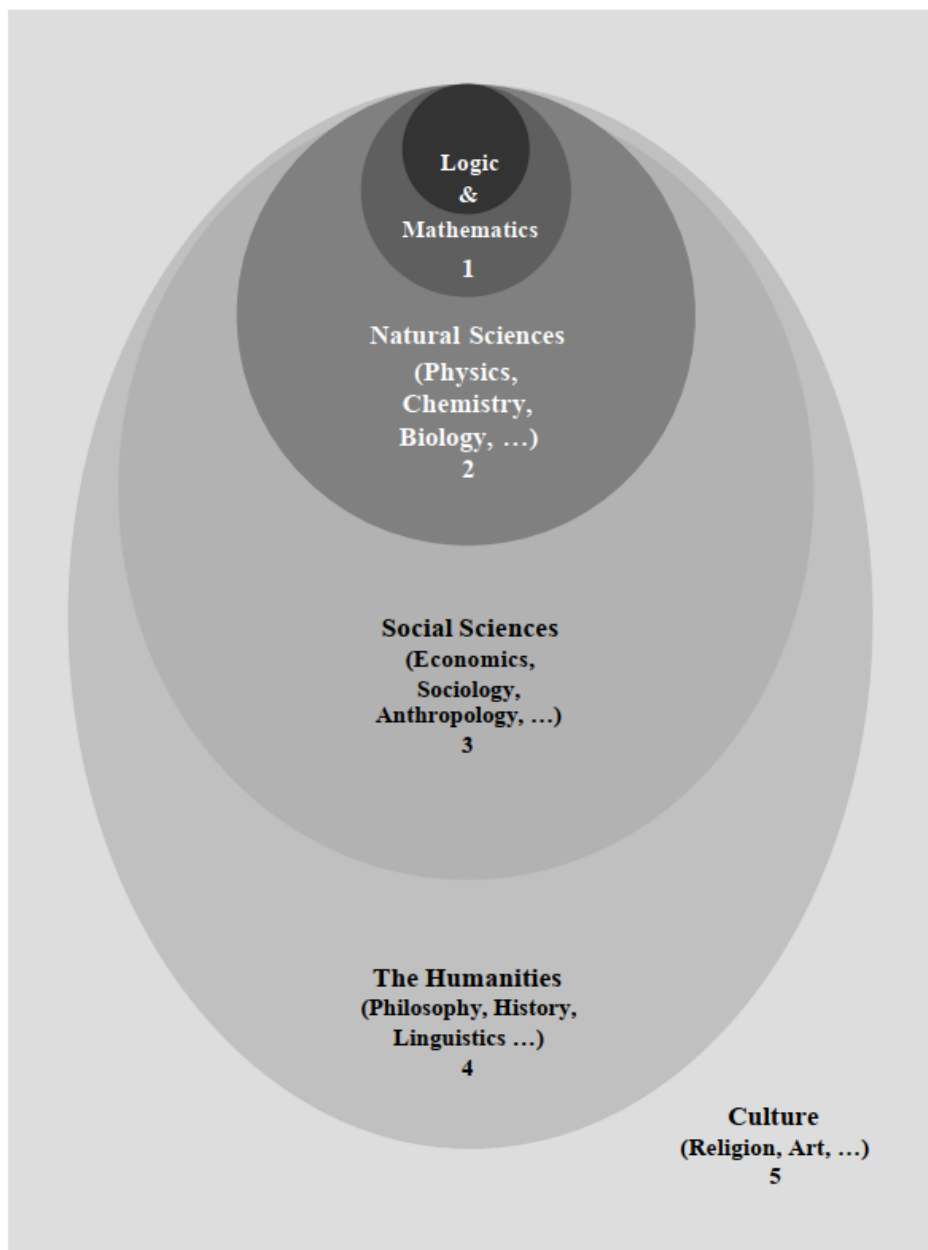 Logic
&
Mathematics
1
Natural Sciences
(Physics,
Chemistry,
Biology, …)
2
Social Sciences
(Economics,
Sociology,
Anthropology, …)
3
The Humanities
(Philosophy, History,
Linguistics …)
4
Culture
(Religion, Art, …)
5